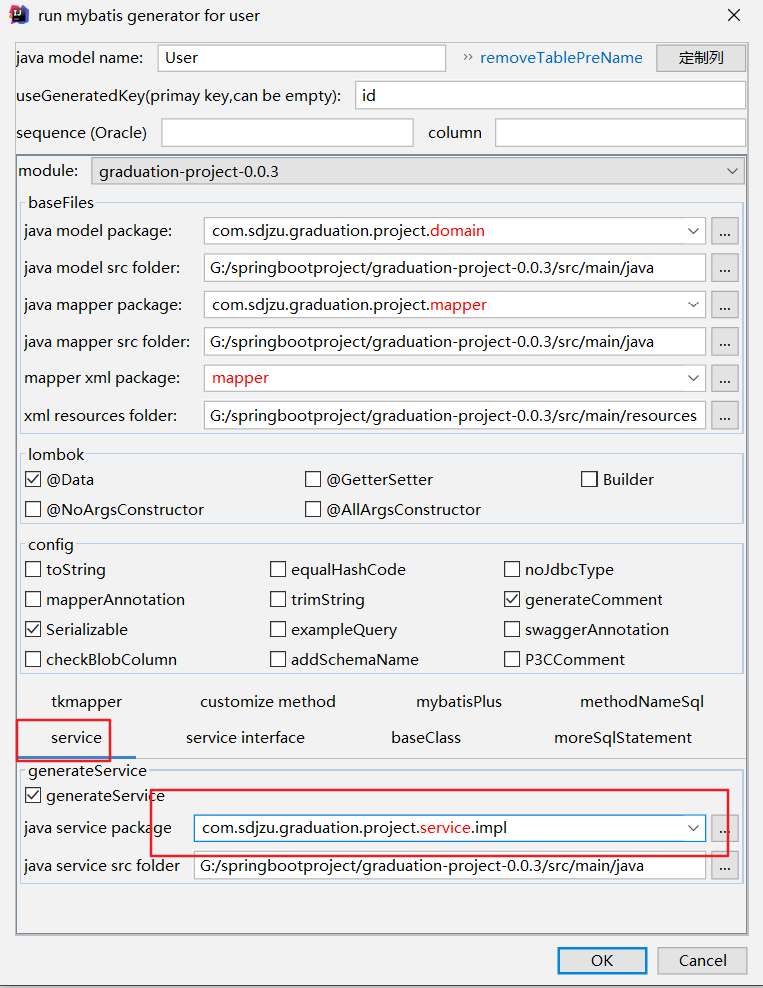 run mybatis generator for user
java model name: User >> removeTablePreName 定制列
useGeneratedKey(primay key,can be empty): id
sequence (Oracle) column
module: graduation-project-0.0.3
baseFiles
java model package: com.sdjzu.graduation.project.domain ...
java model src folder: G:/springbootproject/graduation-project-0.0.3/src/main/java ...
java mapper package: com.sdjzu.graduation.project.mapper ...
java mapper src folder: G:/springbootproject/graduation-project-0.0.3/src/main/java ...
mapper xml package: mapper ...
xml resources folder: G:/springbootproject/graduation-project-0.0.3/src/main/resources ...
lombok
@Data @GetterSetter Builder
@NoArgsConstructor @AllArgsConstructor
config
toString equalHashCode noJdbcType
mapperAnnotation trimString generateComment
Serializable exampleQuery swaggerAnnotation
checkBlobColumn addSchemaName P3CComment
tkmapper customize method mybatisPlus methodNameSql
service service interface baseClass moreSqlStatement
generateService
generateService
java service package com.sdjzu.graduation.project.service.impl ...
java service src folder G:/springbootproject/graduation-project-0.0.3/src/main/java ...
OK Cancel